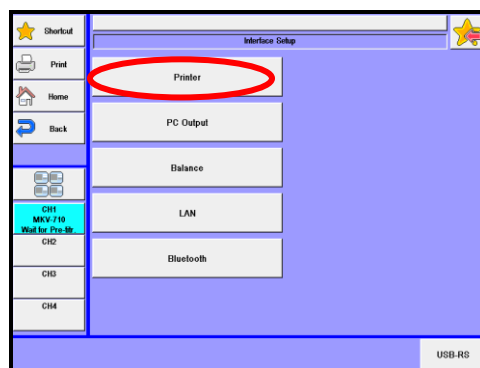 Shortcut
Interface Setup
Print
Home
Back
Printer
PC Output
Balance
LAN
Bluetooth
CH1
MKV-710
Wait for Pre-titr.
CH2
CH3
CH4
USB-RS